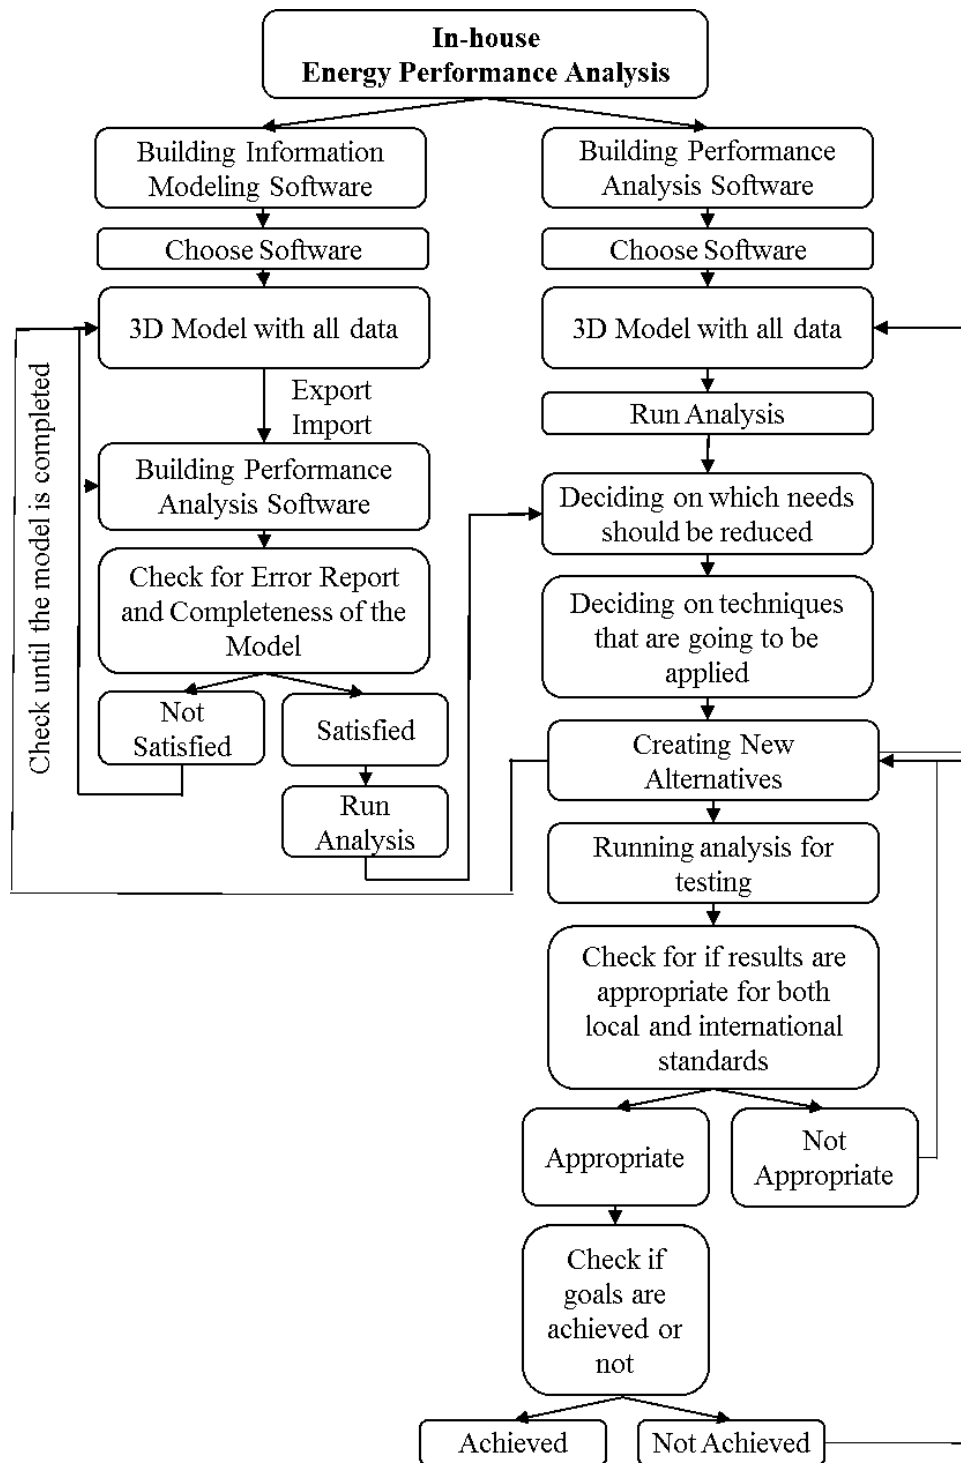 In-house
Energy Performance Analysis
Building Information
Modeling Software
Choose Software
3D Model with all data
Export
Import
Building Performance
Analysis Software
Check for Error Report
and Completeness of the
Model
Not
Satisfied
Satisfied
Run
Analysis
Check until the model is completed
Building Performance
Analysis Software
Choose Software
3D Model with all data
Run Analysis
Deciding on which needs
should be reduced
Deciding on techniques
that are going to be
applied
Creating New
Alternatives
Running analysis for
testing
Check for if results are
appropriate for both
local and international
standards
Appropriate
Not
Appropriate
Check if
goals are
achieved or
not
Achieved
Not Achieved